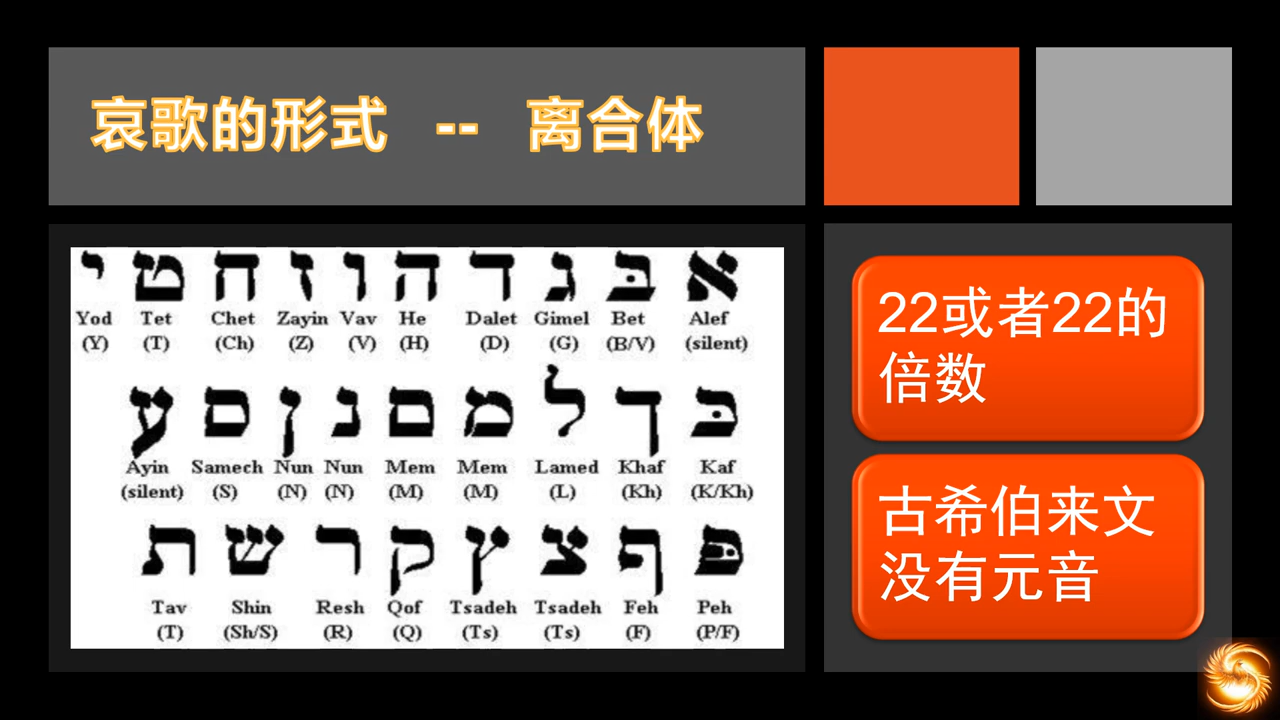 哀歌的形式 -- 离合体
י ט ח ז ו ה ד ג בּ א
Yod Tet Chet Zayin Vav He Dalet Gimel Bet Alef
(Y) (T) (Ch) (Z) (V) (H) (D) (G) (B/V) (silent)
ע ס ן נ ם מ ל ך כּ
Ayin Samech Nun Nun Mem Mem Lamed Khaf Kaf
(silent) (S) (N) (N) (M) (M) (L) (Kh) (K/Kh)
ת ש ר ק ץ צ ף פּ
Tav Shin Resh Qof Tsadeh Tsadeh Feh Peh
(T) (Sh/S) (R) (Q) (Ts) (Ts) (F) (P/F)
22或者22的
倍数
古希伯来文
没有元音